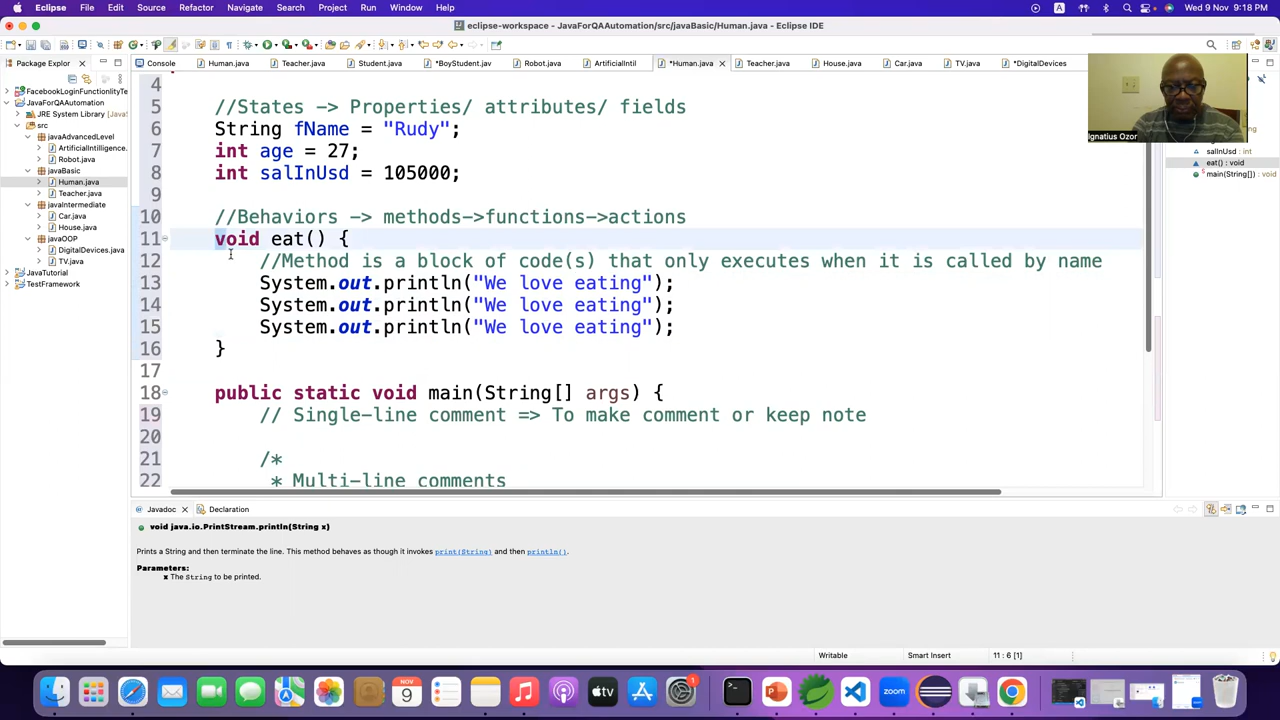 Eclipse File Edit Source Refactor Navigate Search Project Run Window Help Wed 9 Nov 9:18 PM
eclipse-workspace - JavaForQAAutomation/src/javaBasic/Human.java - Eclipse IDE
Package Explor
Console
Human.java
Teacher.java
Student.java
*BoyStudent.av
Robot.java
ArtificialIntil
*Human.java
Teacher.java
House.java
Car.java
TV.java
*DigitalDevices
FacebookLoginFunctionlityTe
JavaForQAAutomation
JRE System Library [Java
src
javaAdvancedLevel
ArtificialIntelligence.
Robot.java
javaBasic
Human.java
Teacher.java
javaIntermediate
Car.java
House.java
javaOOP
DigitalDevices.java
TV.java
JavaTutorial
TestFramework
4
5 //States -> Properties/ attributes/ fields
6 String fName = "Rudy";
7 int age = 27;
8 int salInUsd = 105000;
9
10 //Behaviors -> methods->functions->actions
11 void eat() {
12 //Method is a block of code(s) that only executes when it is called by name
13 System.out.println("We love eating");
14 System.out.println("We love eating");
15 System.out.println("We love eating");
16 }
17
18 public static void main(String[] args) {
19 // Single-line comment => To make comment or keep note
20
21 /*
22 * Multi-line comments
Ignatius Ozor
salInUsd : int
eat() : void
main(String[]) : void
Javadoc
Declaration
void java.io.PrintStream.println(String x)
Prints a String and then terminate the line. This method behaves as though it invokes print(String) and then println().
Parameters:
x The String to be printed.
Writable Smart Insert 11 : 6 [1]
NOV
9
tv
1
zoom
zoom